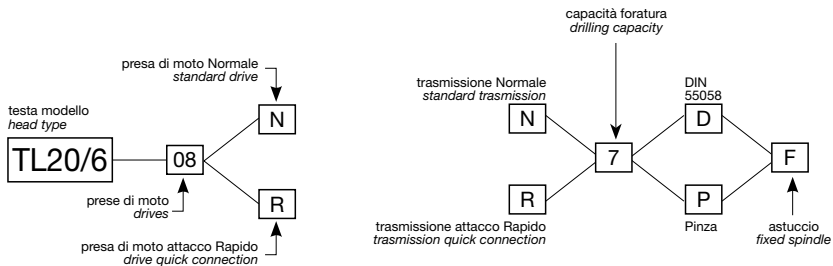 presa di moto Normale
standard drive
N
testa modello
head type
TL20/6
08
prese di moto
drives
R
presa di moto attacco Rapido
drive quick connection
capacità foratura
drilling capacity
trasmissione Normale
standard trasmission
N
7
R
trasmissione attacco Rapido
trasmission quick connection
DIN
55058
D
P
Pinza
F
astuccio
fixed spindle